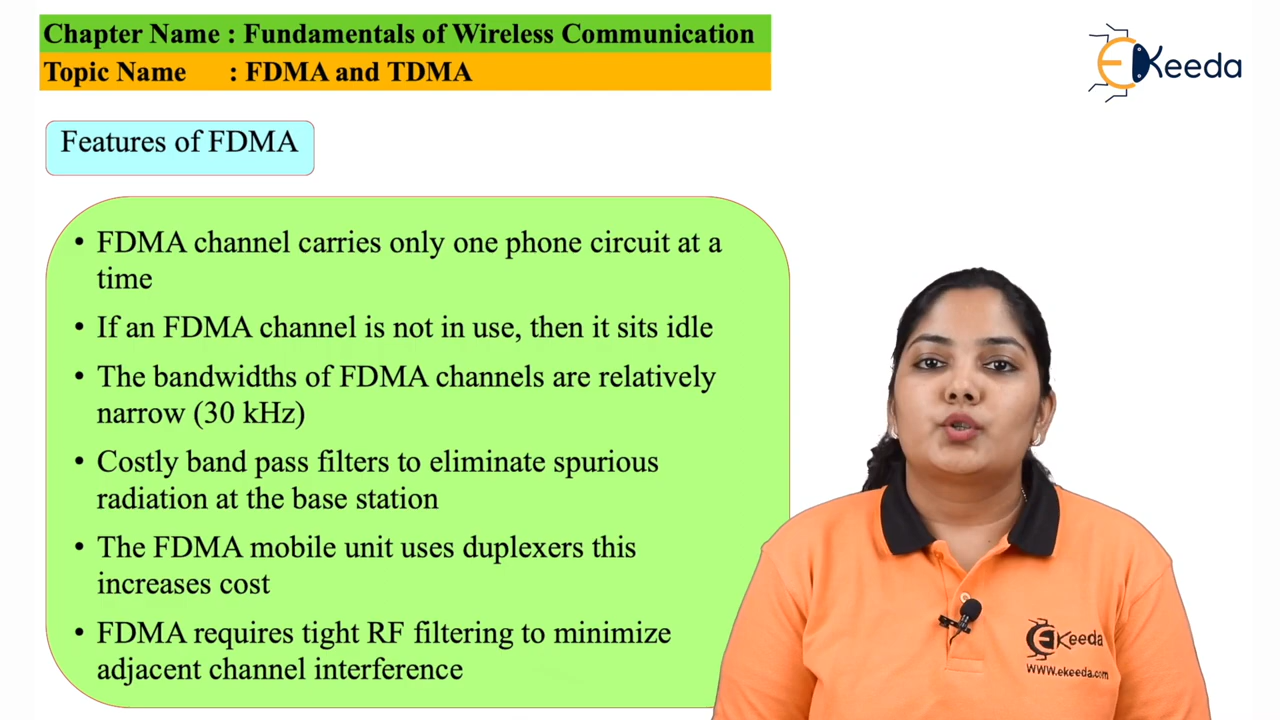 Chapter Name : Fundamentals of Wireless Communication
Topic Name : FDMA and TDMA
EKeeda
Features of FDMA
• FDMA channel carries only one phone circuit at a
time
• If an FDMA channel is not in use, then it sits idle
• The bandwidths of FDMA channels are relatively
narrow (30 kHz)
• Costly band pass filters to eliminate spurious
radiation at the base station
• The FDMA mobile unit uses duplexers this
increases cost
• FDMA requires tight RF filtering to minimize
adjacent channel interference
EKeeda
WWW.ekeeda.com